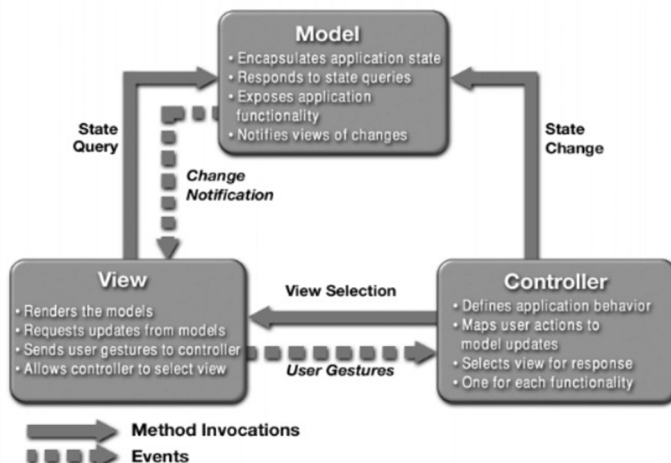 Model
• Encapsulates application state
• Responds to state queries
• Exposes application
functionality
• Notifies views of changes
State
Query
State
Change
Change
Notification
View
• Renders the models
• Requests updates from models
• Sends user gestures to controller
• Allows controller to select view
View Selection
User Gestures
Controller
• Defines application behavior
• Maps user actions to
model updates
• Selects view for response
• One for each functionality
Method Invocations
Events